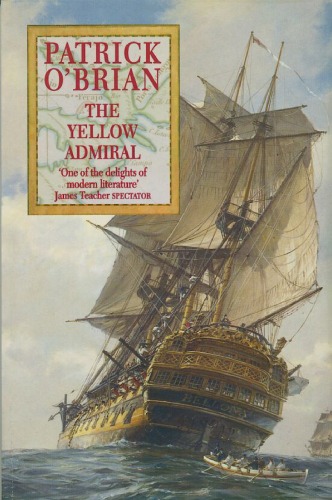 PATRICK
O'BRIAN
THE
YELLOW
ADMIRAL
'One of the delights of
modern literature'
James Teacher SPECTATOR